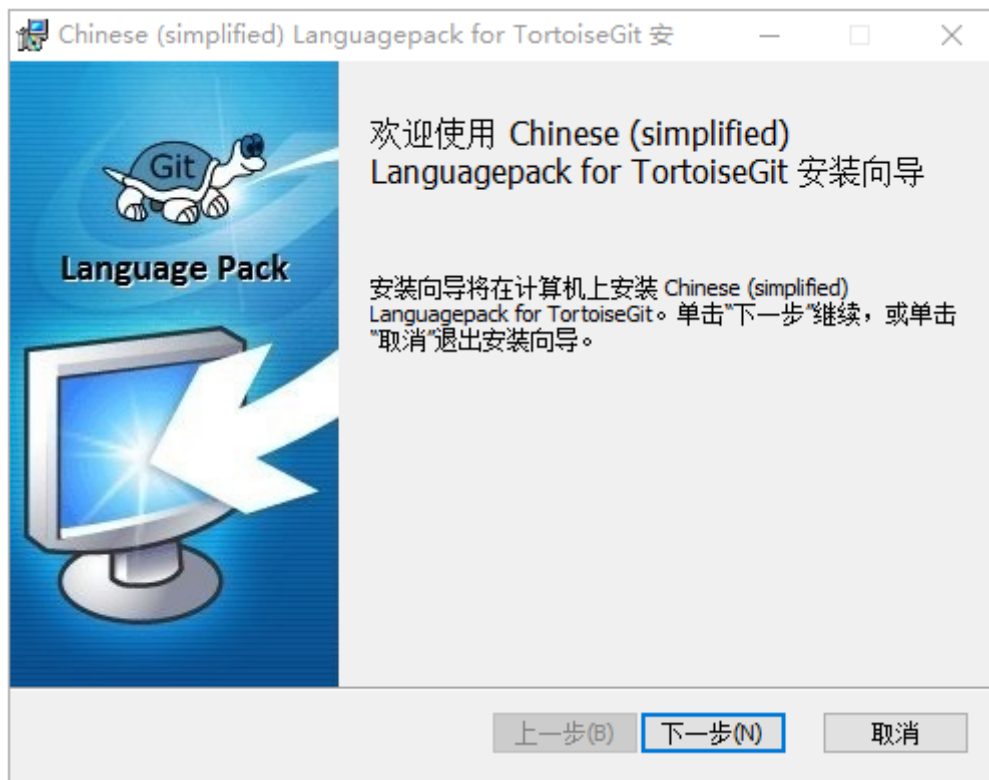 Chinese (simplified) Languagepack for TortoiseGit 安
Git
Language Pack
欢迎使用 Chinese (simplified)
Languagepack for TortoiseGit 安装向导
安装向导将在计算机上安装 Chinese (simplified)
Languagepack for TortoiseGit。单击“下一步”继续，或单击
“取消”退出安装向导。
上一步(B) 下一步(N) 取消